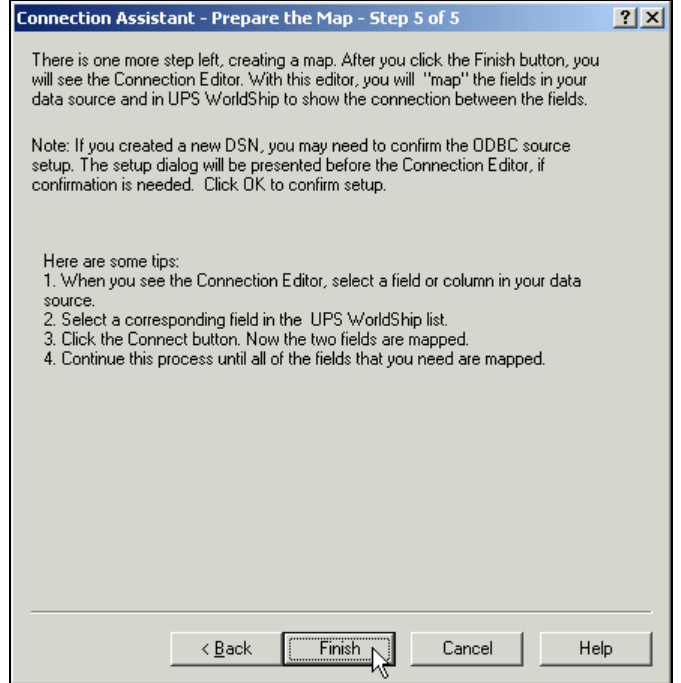 Connection Assistant - Prepare the Map - Step 5 of 5
There is one more step left, creating a map. After you click the Finish button, you
will see the Connection Editor. With this editor, you will "map" the fields in your
data source and in UPS WorldShip to show the connection between the fields.
Note: If you created a new DSN, you may need to confirm the ODBC source
setup. The setup dialog will be presented before the Connection Editor, if
confirmation is needed. Click OK to confirm setup.
Here are some tips:
1. When you see the Connection Editor, select a field or column in your data
source.
2. Select a corresponding field in the UPS WorldShip list.
3. Click the Connect button. Now the two fields are mapped.
4. Continue this process until all of the fields that you need are mapped.
< Back Finish Cancel Help